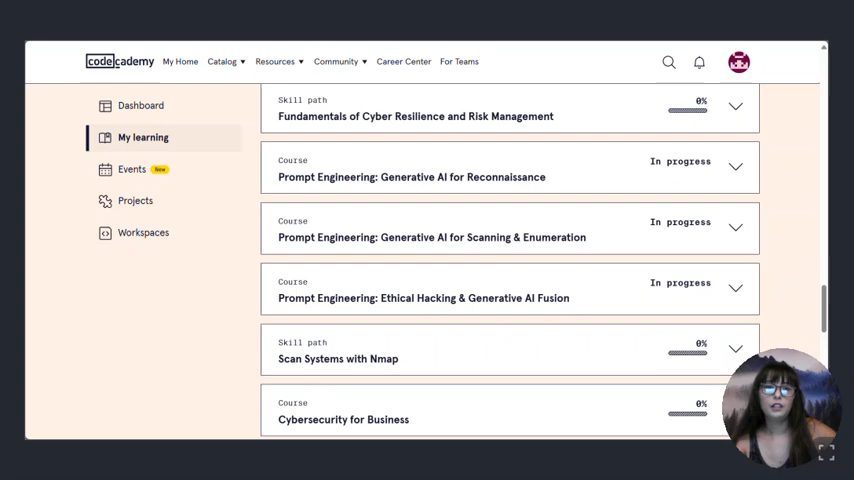 codecademy My Home Catalog Resources Community Career Center For Teams
Dashboard
My learning
Events New
Projects
Workspaces
Skill path
Fundamentals of Cyber Resilience and Risk Management
0%
Course
Prompt Engineering: Generative AI for Reconnaissance
In progress
Course
Prompt Engineering: Generative AI for Scanning & Enumeration
In progress
Course
Prompt Engineering: Ethical Hacking & Generative AI Fusion
In progress
Skill path
Scan Systems with Nmap
0%
Course
Cybersecurity for Business
0%